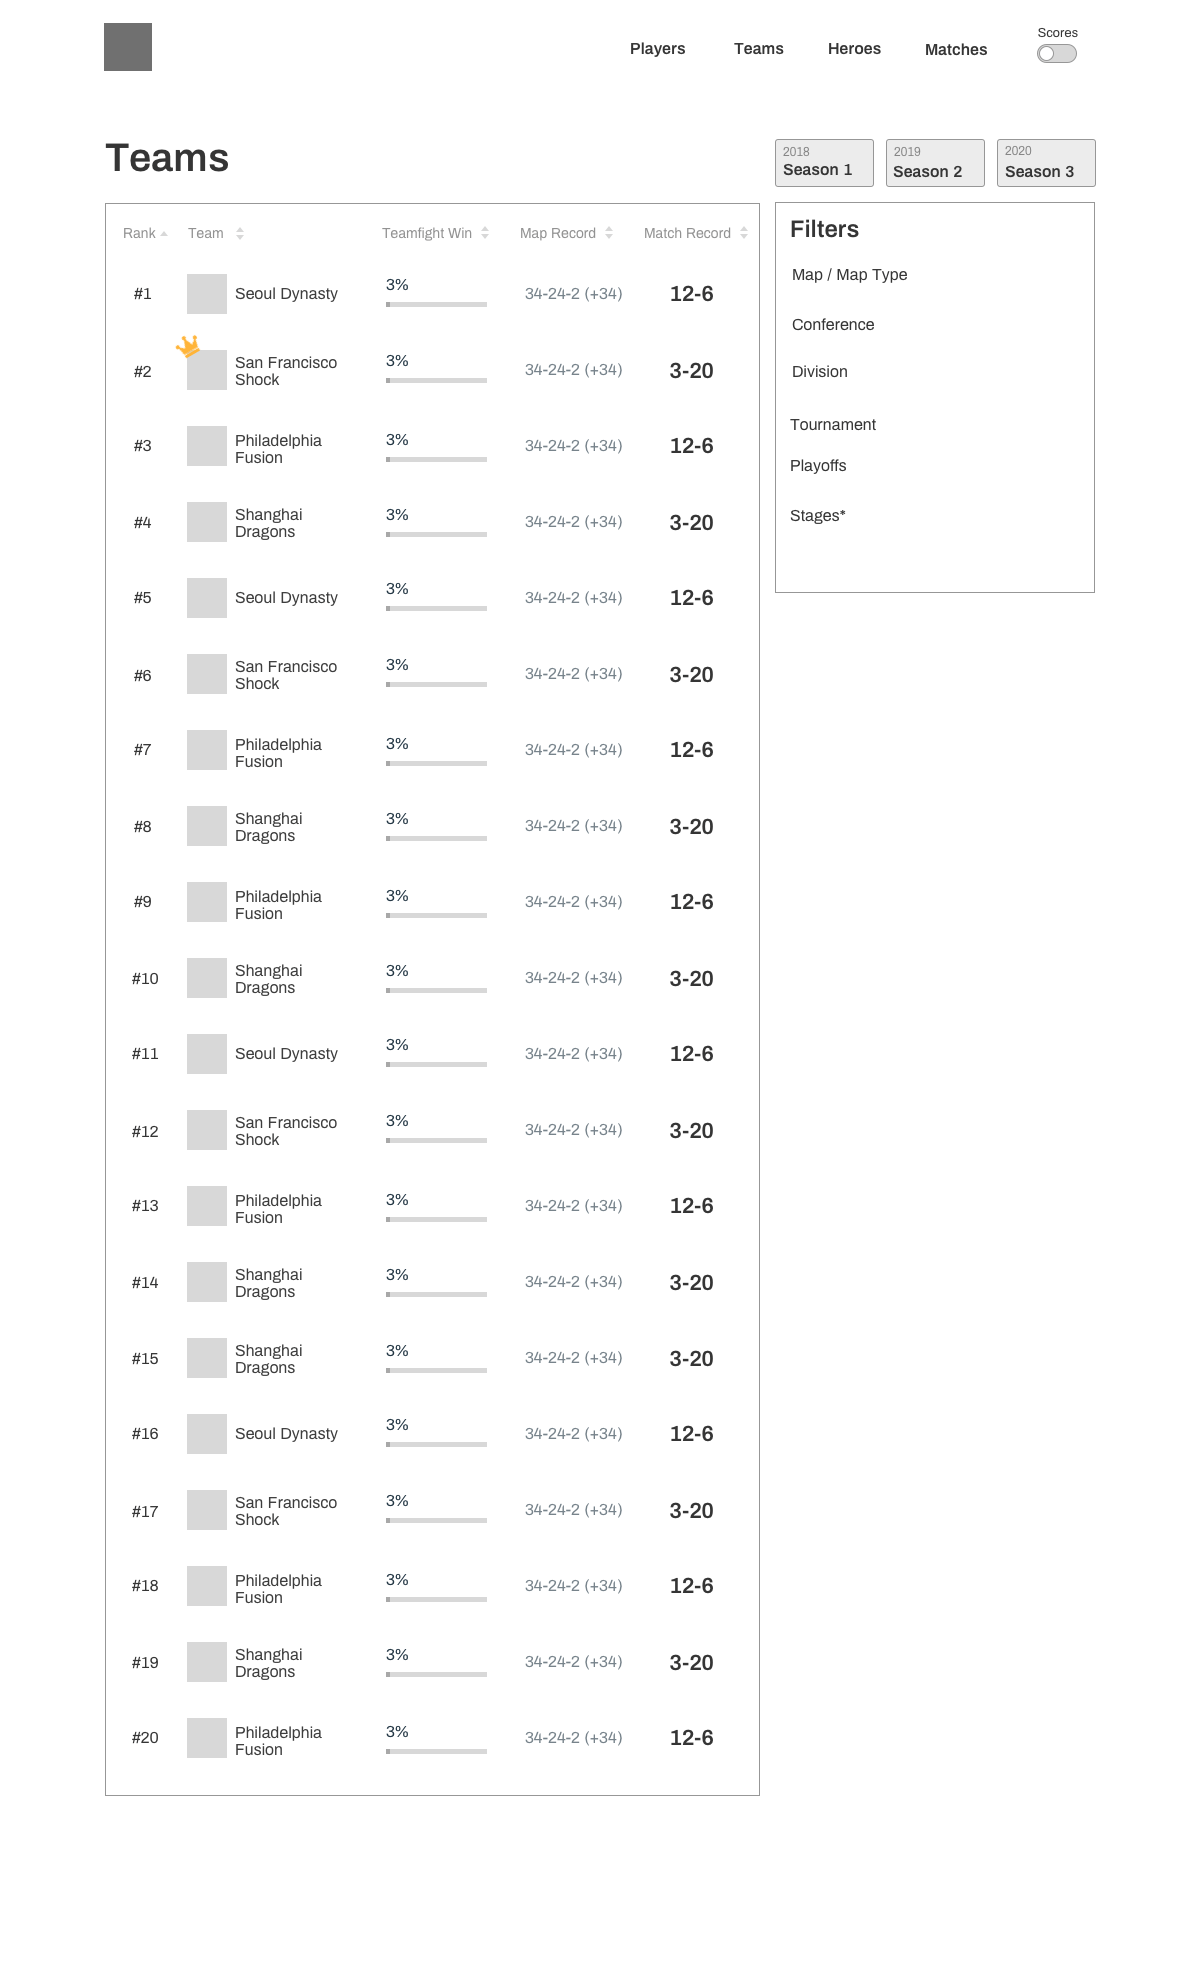 Scores
Players Teams Heroes Matches
Teams
2018 2019 2020
Season 1 Season 2 Season 3
Rank Team Teamfight Win Map Record Match Record
#1 Seoul Dynasty 3% 34-24-2 (+34) 12-6
#2 San Francisco 3% 34-24-2 (+34) 3-20
Shock
#3 Philadelphia 3% 34-24-2 (+34) 12-6
Fusion
#4 Shanghai 3% 34-24-2 (+34) 3-20
Dragons
#5 Seoul Dynasty 3% 34-24-2 (+34) 12-6
#6 San Francisco 3% 34-24-2 (+34) 3-20
Shock
#7 Philadelphia 3% 34-24-2 (+34) 12-6
Fusion
#8 Shanghai 3% 34-24-2 (+34) 3-20
Dragons
#9 Philadelphia 3% 34-24-2 (+34) 12-6
Fusion
#10 Shanghai 3% 34-24-2 (+34) 3-20
Dragons
#11 Seoul Dynasty 3% 34-24-2 (+34) 12-6
#12 San Francisco 3% 34-24-2 (+34) 3-20
Shock
#13 Philadelphia 3% 34-24-2 (+34) 12-6
Fusion
#14 Shanghai 3% 34-24-2 (+34) 3-20
Dragons
#15 Shanghai 3% 34-24-2 (+34) 3-20
Dragons
#16 Seoul Dynasty 3% 34-24-2 (+34) 12-6
#17 San Francisco 3% 34-24-2 (+34) 3-20
Shock
#18 Philadelphia 3% 34-24-2 (+34) 12-6
Fusion
#19 Shanghai 3% 34-24-2 (+34) 3-20
Dragons
#20 Philadelphia 3% 34-24-2 (+34) 12-6
Fusion
Filters
Map / Map Type
Conference
Division
Tournament
Playoffs
Stages*